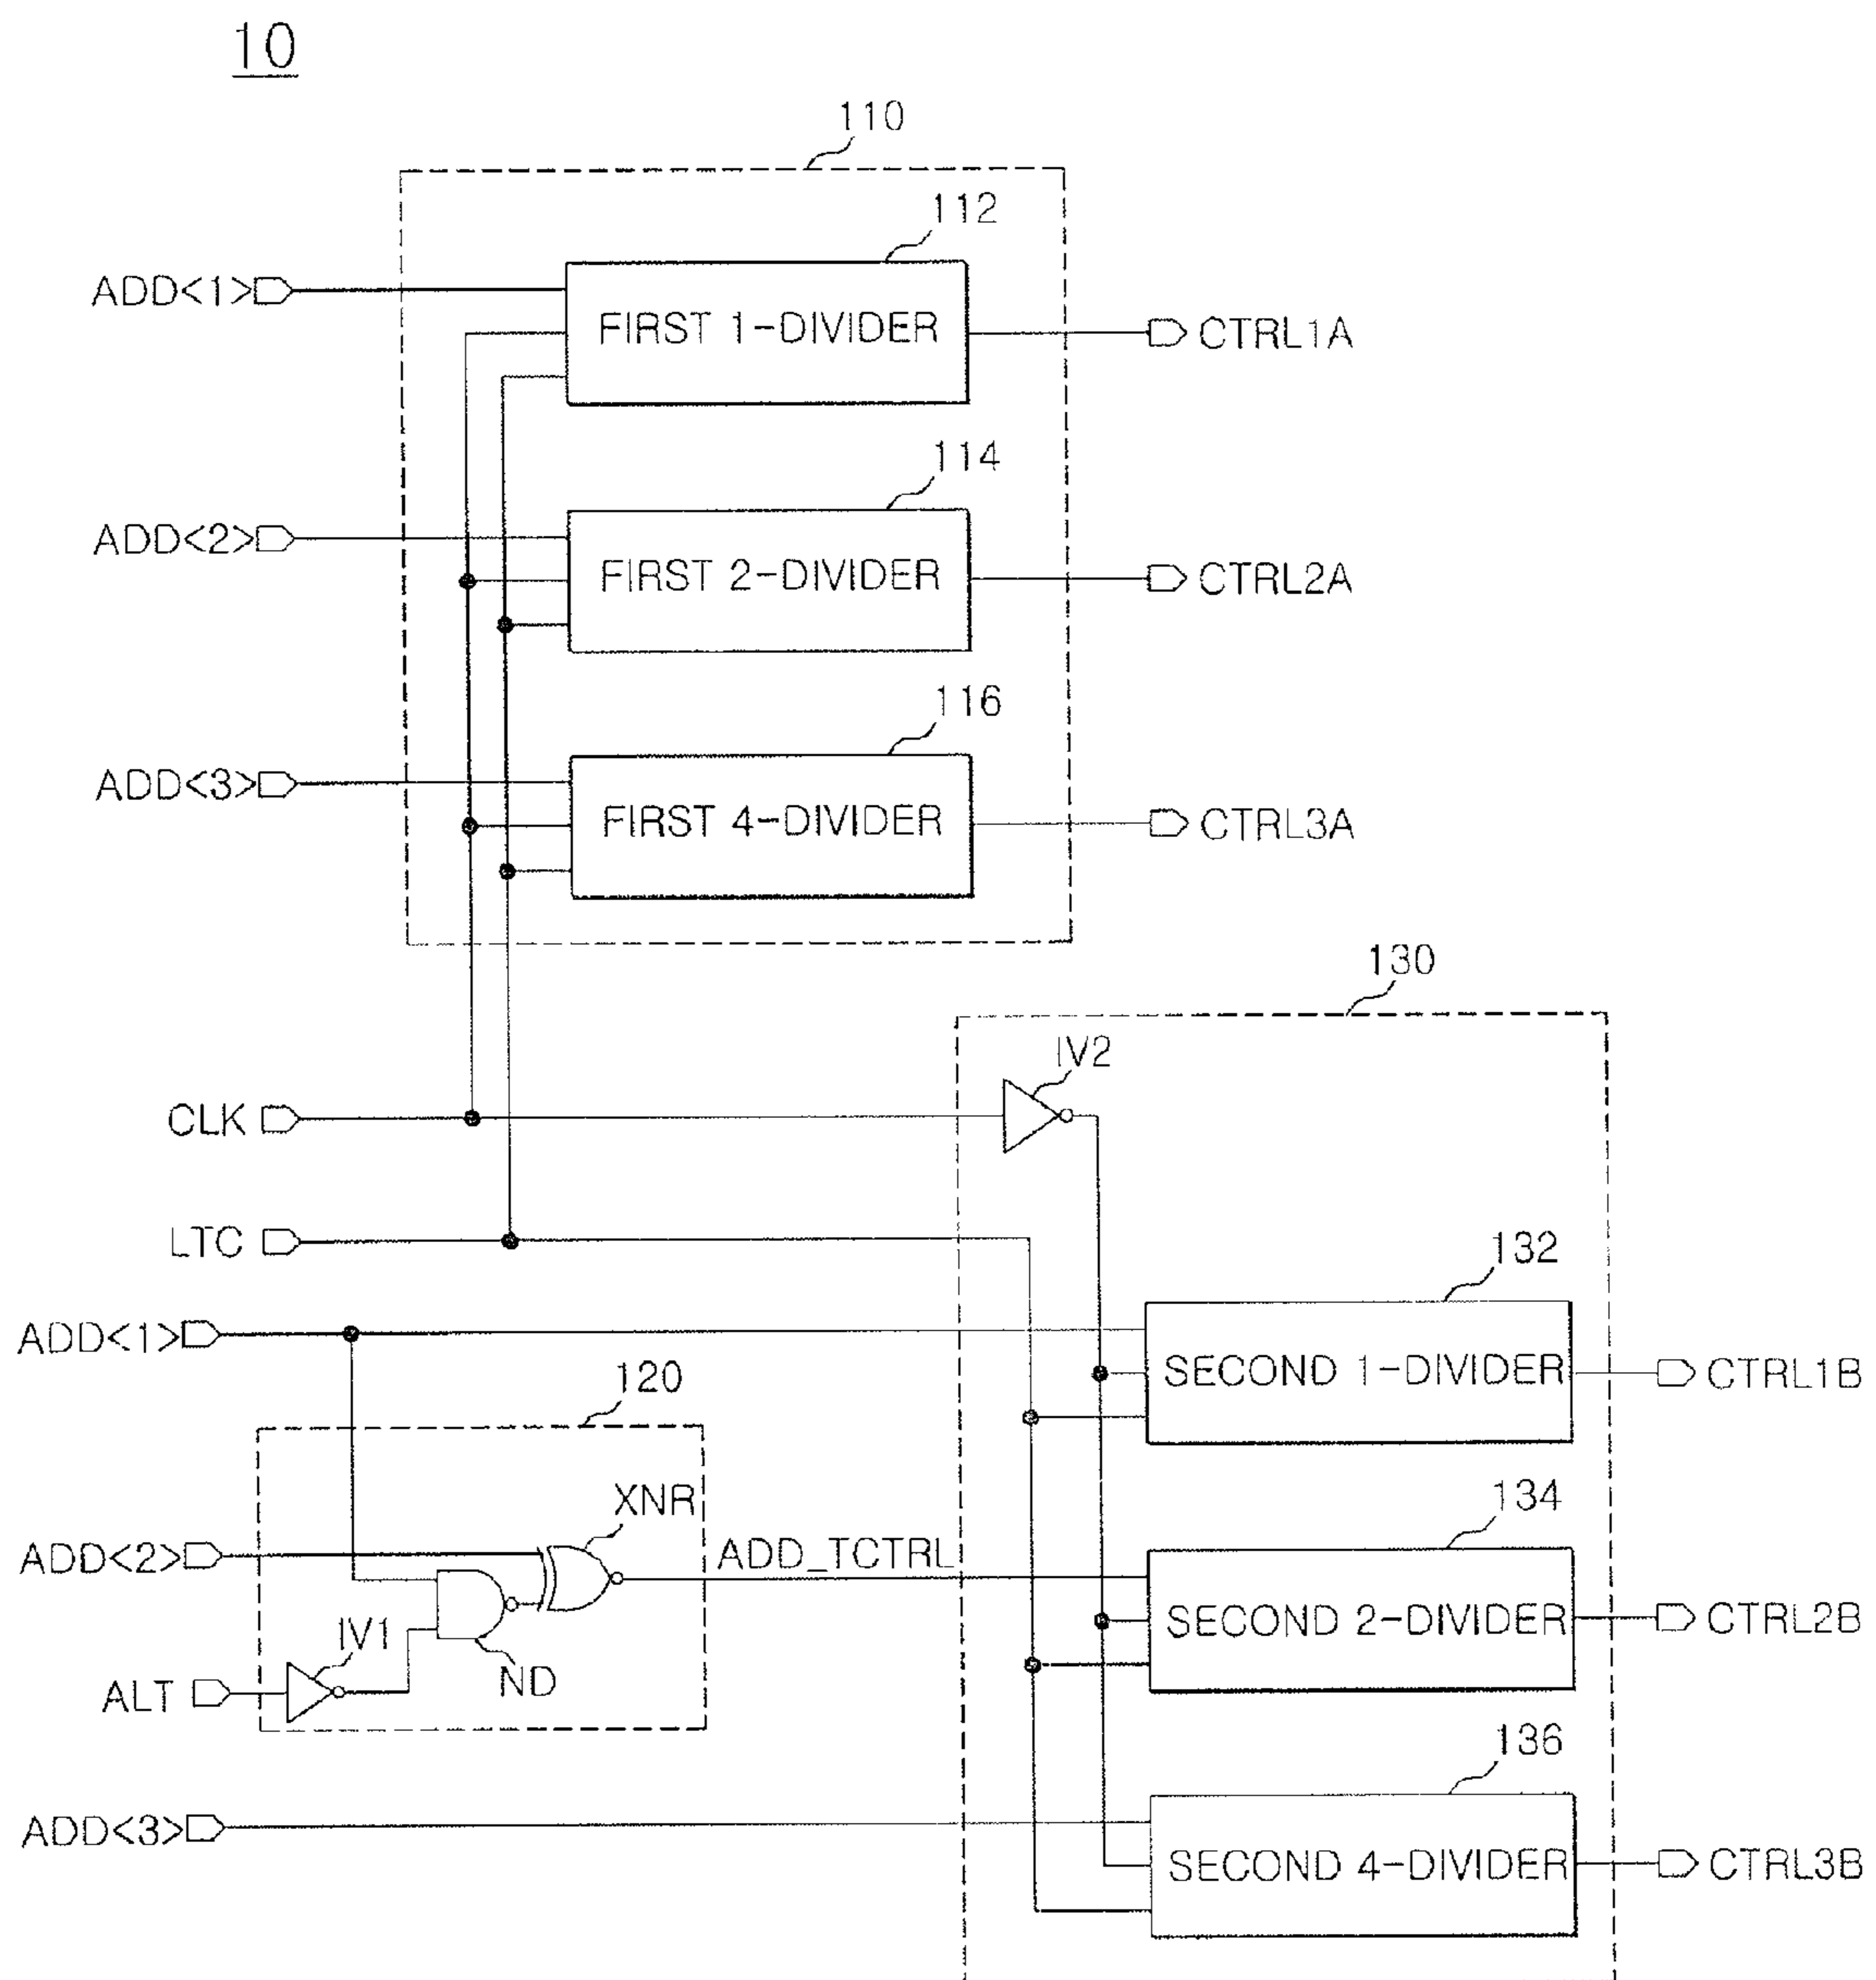 10
110
112
ADD<1>
FIRST 1-DIVIDER
CTRL1A
114
ADD<2>
FIRST 2-DIVIDER
CTRL2A
116
ADD<3>
FIRST 4-DIVIDER
CTRL3A
130
IV2
CLK
LTC
132
ADD<1>
SECOND 1-DIVIDER
CTRL1B
120
XNR
134
ADD<2>
ADD_TCTRL
SECOND 2-DIVIDER
CTRL2B
IV1
ND
ALT
136
ADD<3>
SECOND 4-DIVIDER
CTRL3B